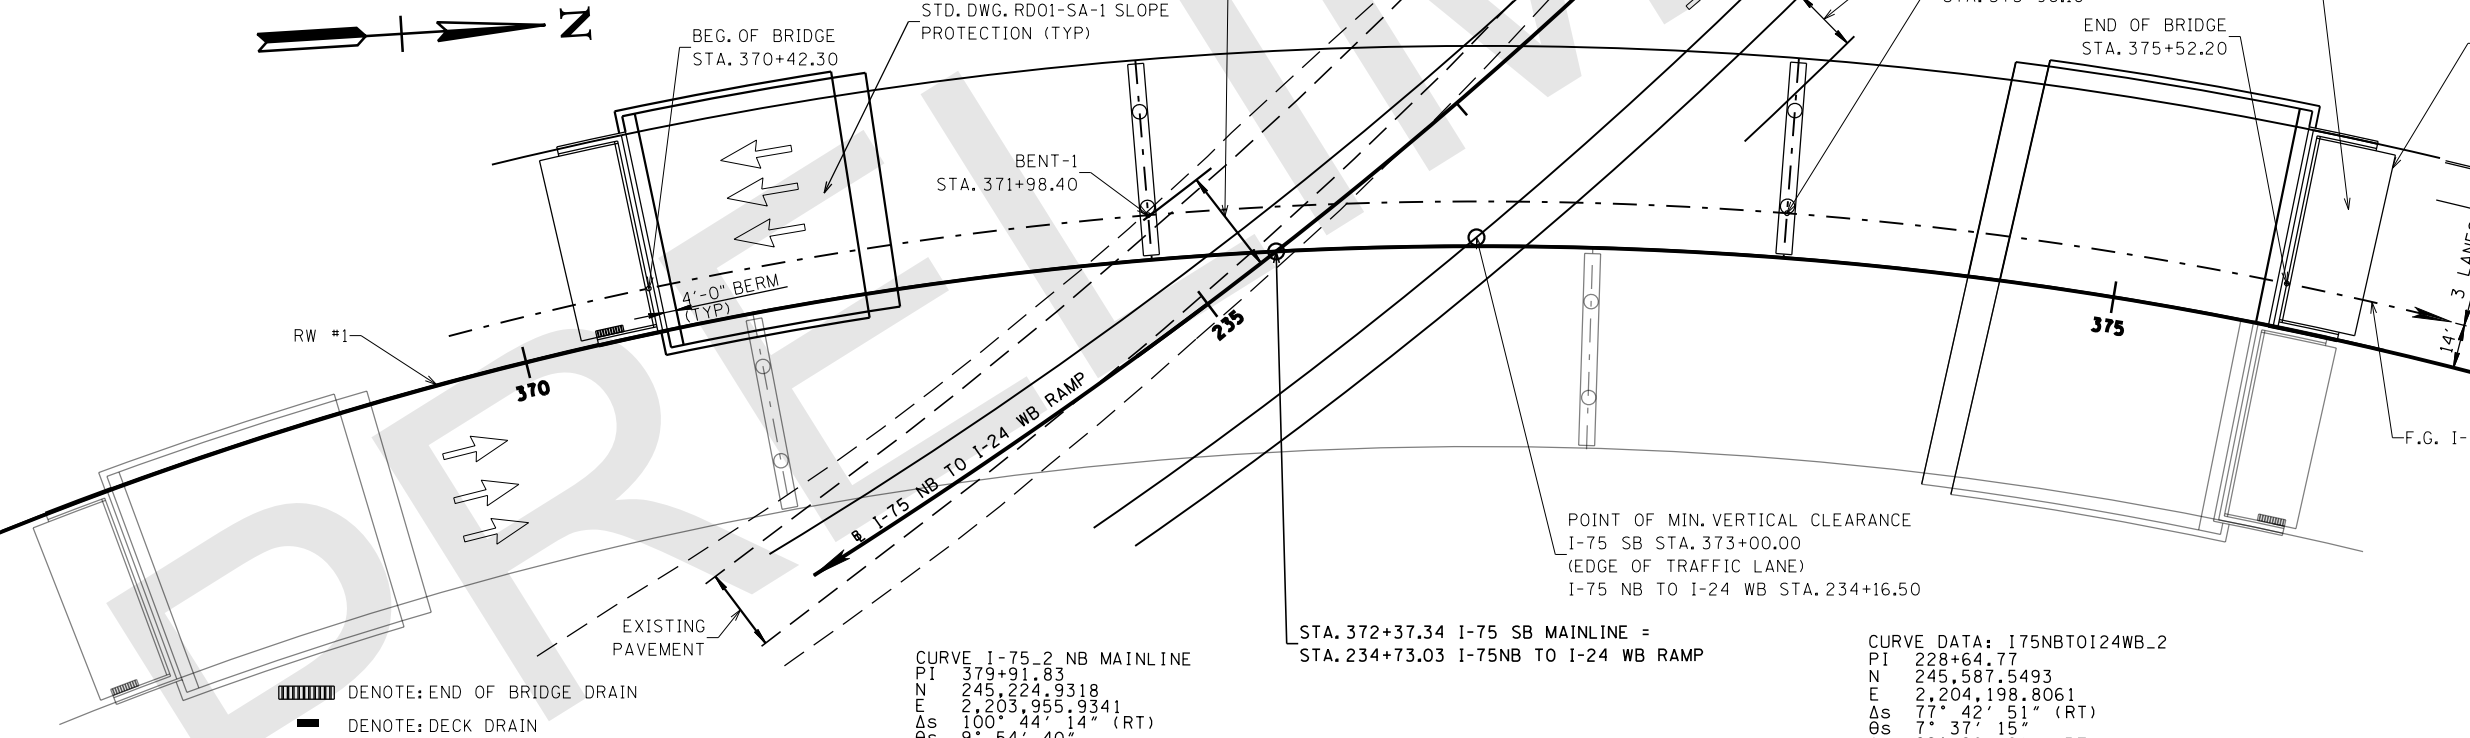 N
STD. DWG. RD01-SA-1 SLOPE
PROTECTION (TYP)
BEG. OF BRIDGE
STA. 370+42.30
END OF BRIDGE
STA. 375+52.20
BENT-1
STA. 371+98.40
4'-0" BERM
(TYP)
RW #1
370
235
375
3 LANES
14'
F.G. I-
℄ I-75 NB TO I-24 WB RAMP
POINT OF MIN. VERTICAL CLEARANCE
I-75 SB STA. 373+00.00
(EDGE OF TRAFFIC LANE)
I-75 NB TO I-24 WB STA. 234+16.50
EXISTING
PAVEMENT
STA. 372+37.34 I-75 SB MAINLINE =
STA. 234+73.03 I-75NB TO I-24 WB RAMP
DENOTE: END OF BRIDGE DRAIN
DENOTE: DECK DRAIN
CURVE I-75_2 NB MAINLINE
PI 379+91.83
N 245,224.9318
E 2,203,955.9341
Δs 100° 44' 14" (RT)
θs 9° 54' 40"
CURVE DATA: I75NBTOI24WB_2
PI 228+64.77
N 245,587.5493
E 2,204,198.8061
Δs 77° 42' 51" (RT)
θs 7° 37' 15"
PRELIM